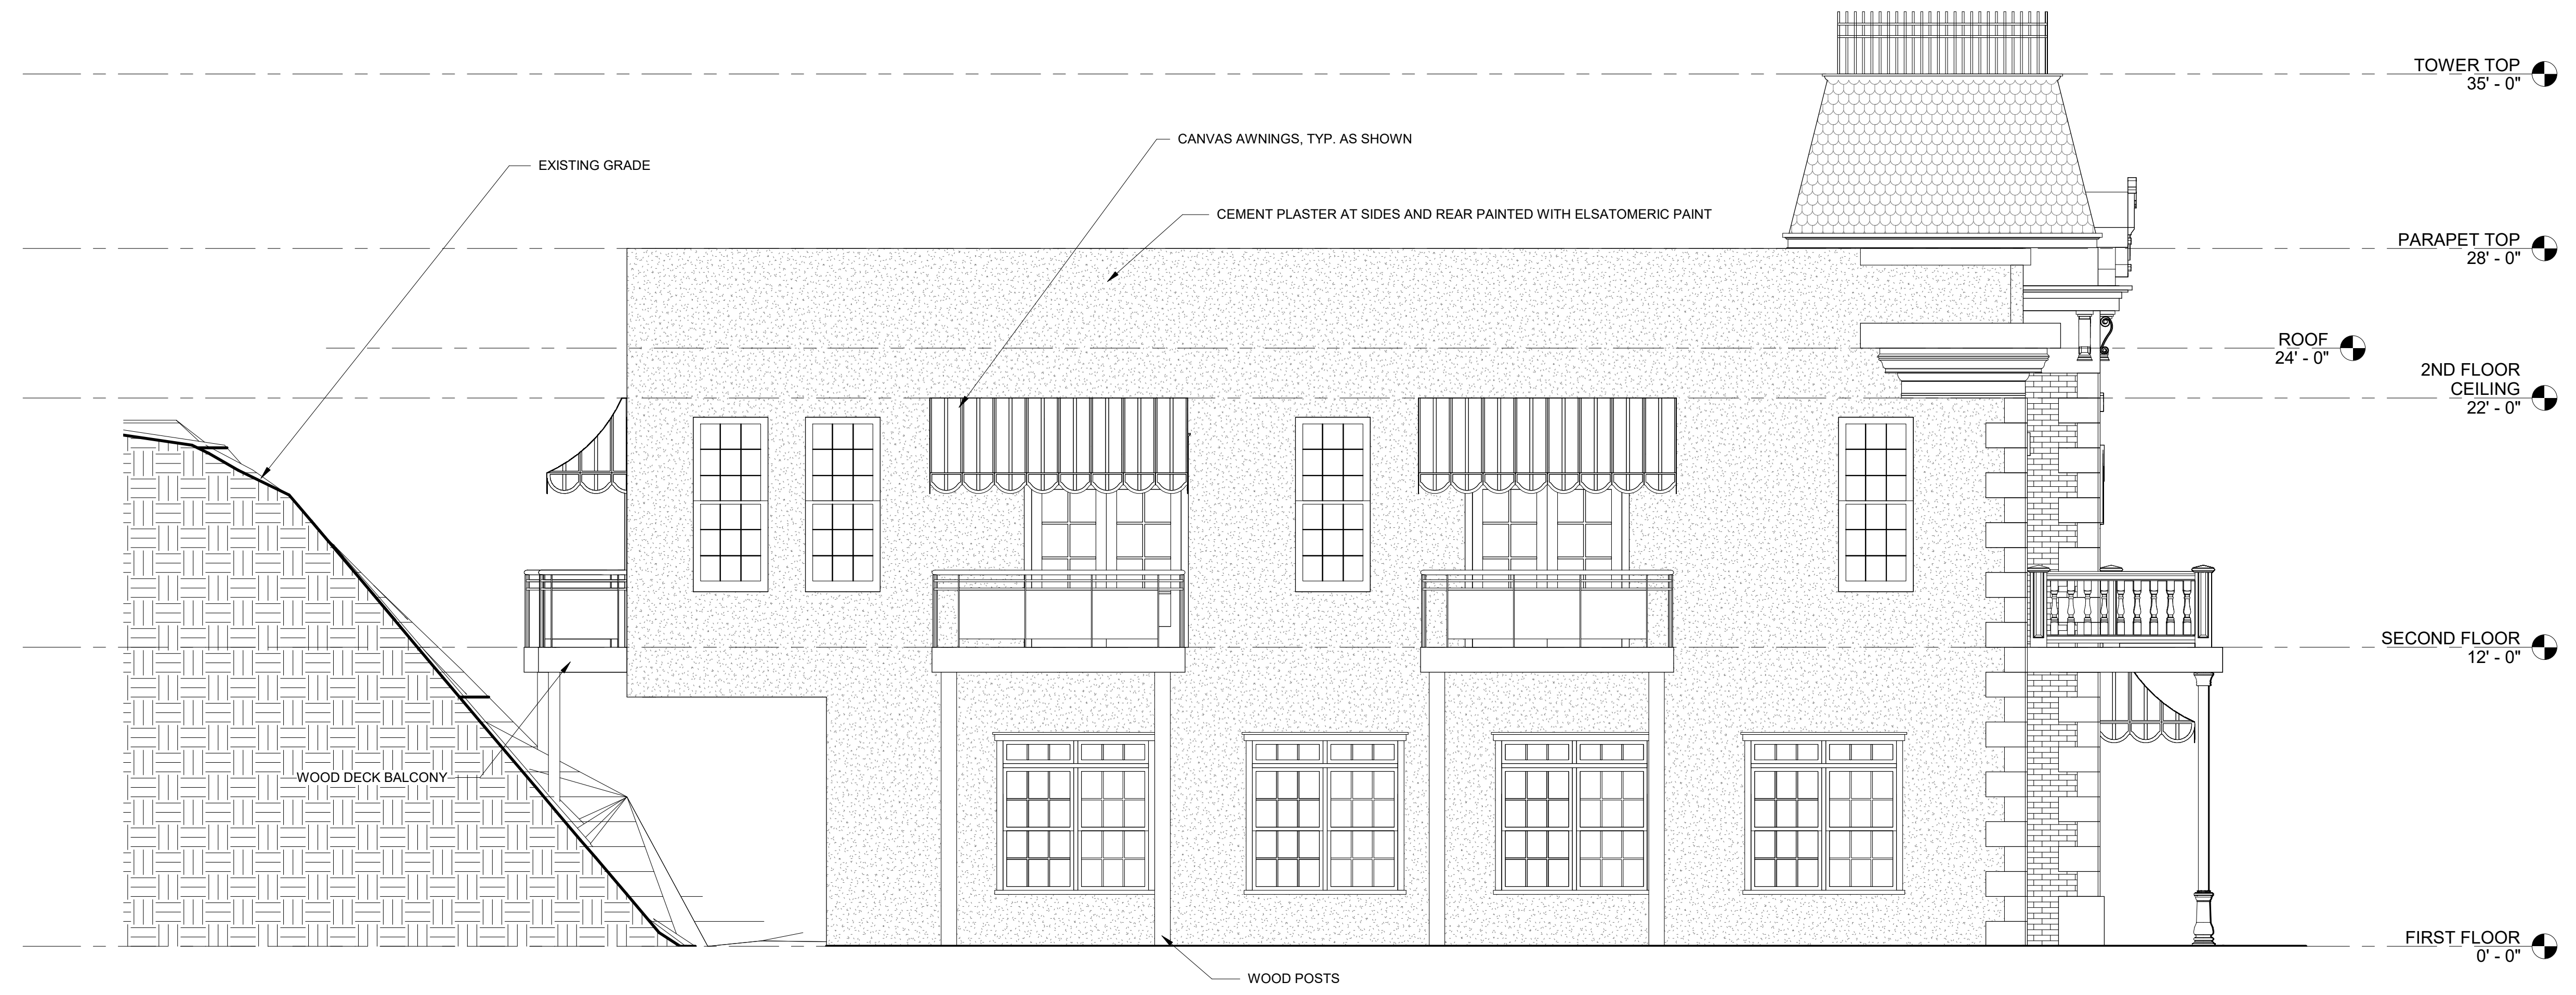 TOWER TOP
35' - 0"
CANVAS AWNINGS, TYP. AS SHOWN
EXISTING GRADE
CEMENT PLASTER AT SIDES AND REAR PAINTED WITH ELSATOMERIC PAINT
PARAPET TOP
28' - 0"
ROOF
24' - 0"
2ND FLOOR
CEILING
22' - 0"
SECOND FLOOR
12' - 0"
WOOD DECK BALCONY
FIRST FLOOR
0' - 0"
WOOD POSTS